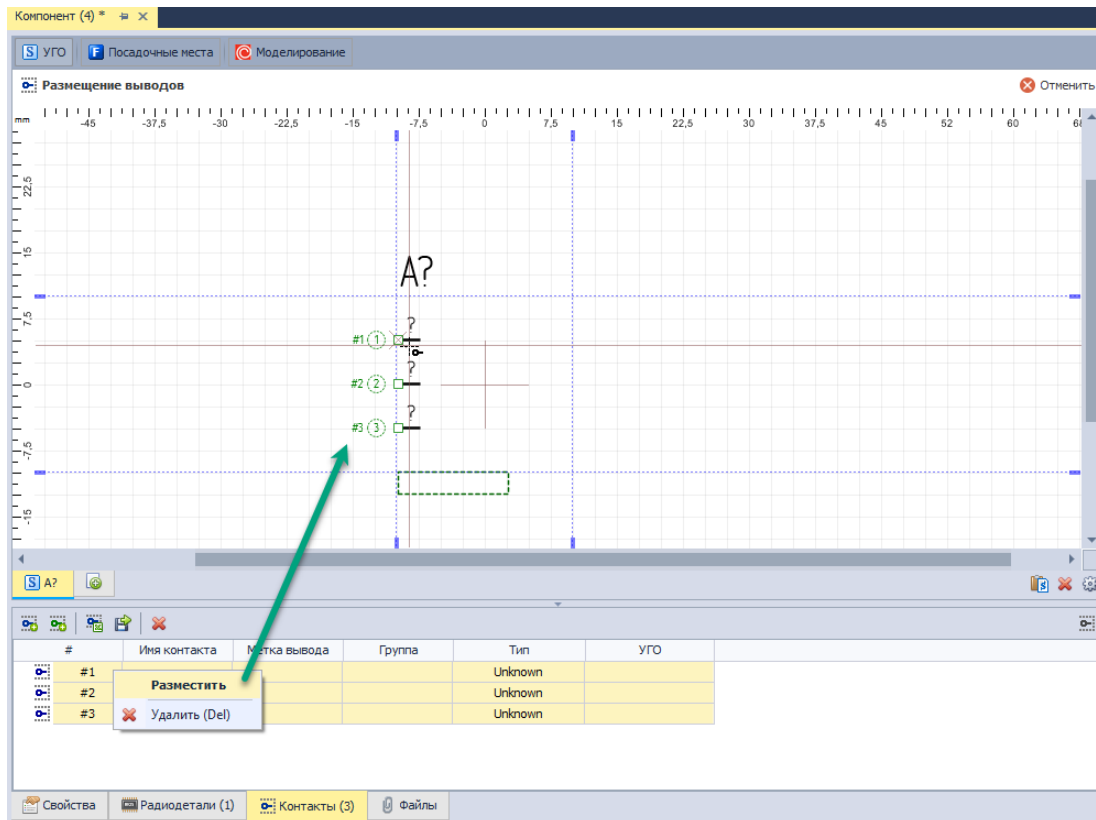 Компонент (4) *
S УГО F Посадочные места Моделирование
Размещение выводов Отменить
mm -45 -37,5 -30 -22,5 -15 -7,5 0 7,5 15 22,5 30 37,5 45 52 60
22,5
15
7,5
0
-7,5
-15
A?
?
#1 1
?
#2 2
?
#3 3
S A?
# Имя контакта Метка вывода Группа Тип УГО
#1 Unknown
#2 Unknown
#3 Unknown
Разместить
Удалить (Del)
Свойства Радиодетали (1) Контакты (3) Файлы